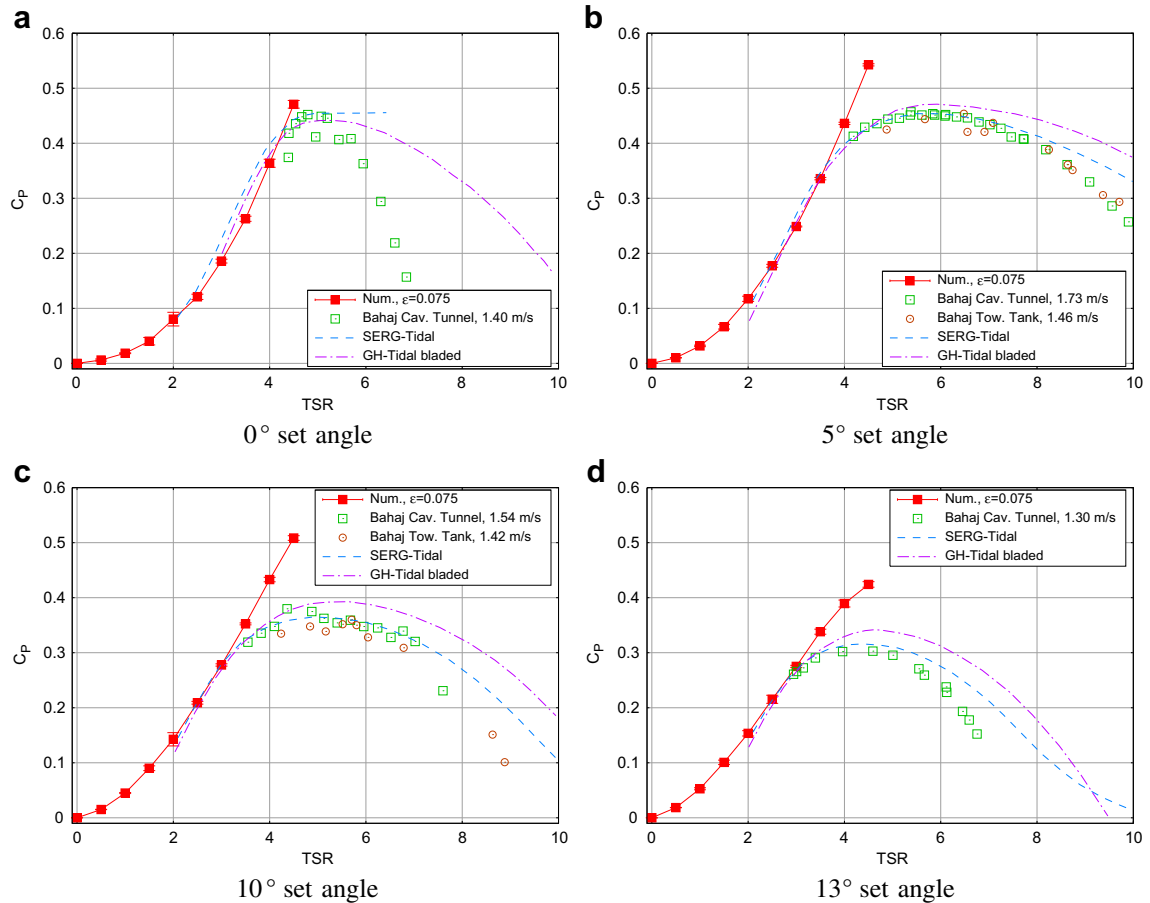 a
0.6
0.5
0.4
0.3
0.2
0.1
0
C_P
0 2 4 6 8 10
TSR
Num., ε=0.075
Bahaj Cav. Tunnel, 1.40 m/s
SERG-Tidal
GH-Tidal bladed
0° set angle
b
0.6
0.5
0.4
0.3
0.2
0.1
0
C_P
0 2 4 6 8 10
TSR
Num., ε=0.075
Bahaj Cav. Tunnel, 1.73 m/s
Bahaj Tow. Tank, 1.46 m/s
SERG-Tidal
GH-Tidal bladed
5° set angle
c
0.6
0.5
0.4
0.3
0.2
0.1
0
C_P
0 2 4 6 8 10
TSR
Num., ε=0.075
Bahaj Cav. Tunnel, 1.54 m/s
Bahaj Tow. Tank, 1.42 m/s
SERG-Tidal
GH-Tidal bladed
10° set angle
d
0.6
0.5
0.4
0.3
0.2
0.1
0
C_P
0 2 4 6 8 10
TSR
Num., ε=0.075
Bahaj Cav. Tunnel, 1.30 m/s
SERG-Tidal
GH-Tidal bladed
13° set angle